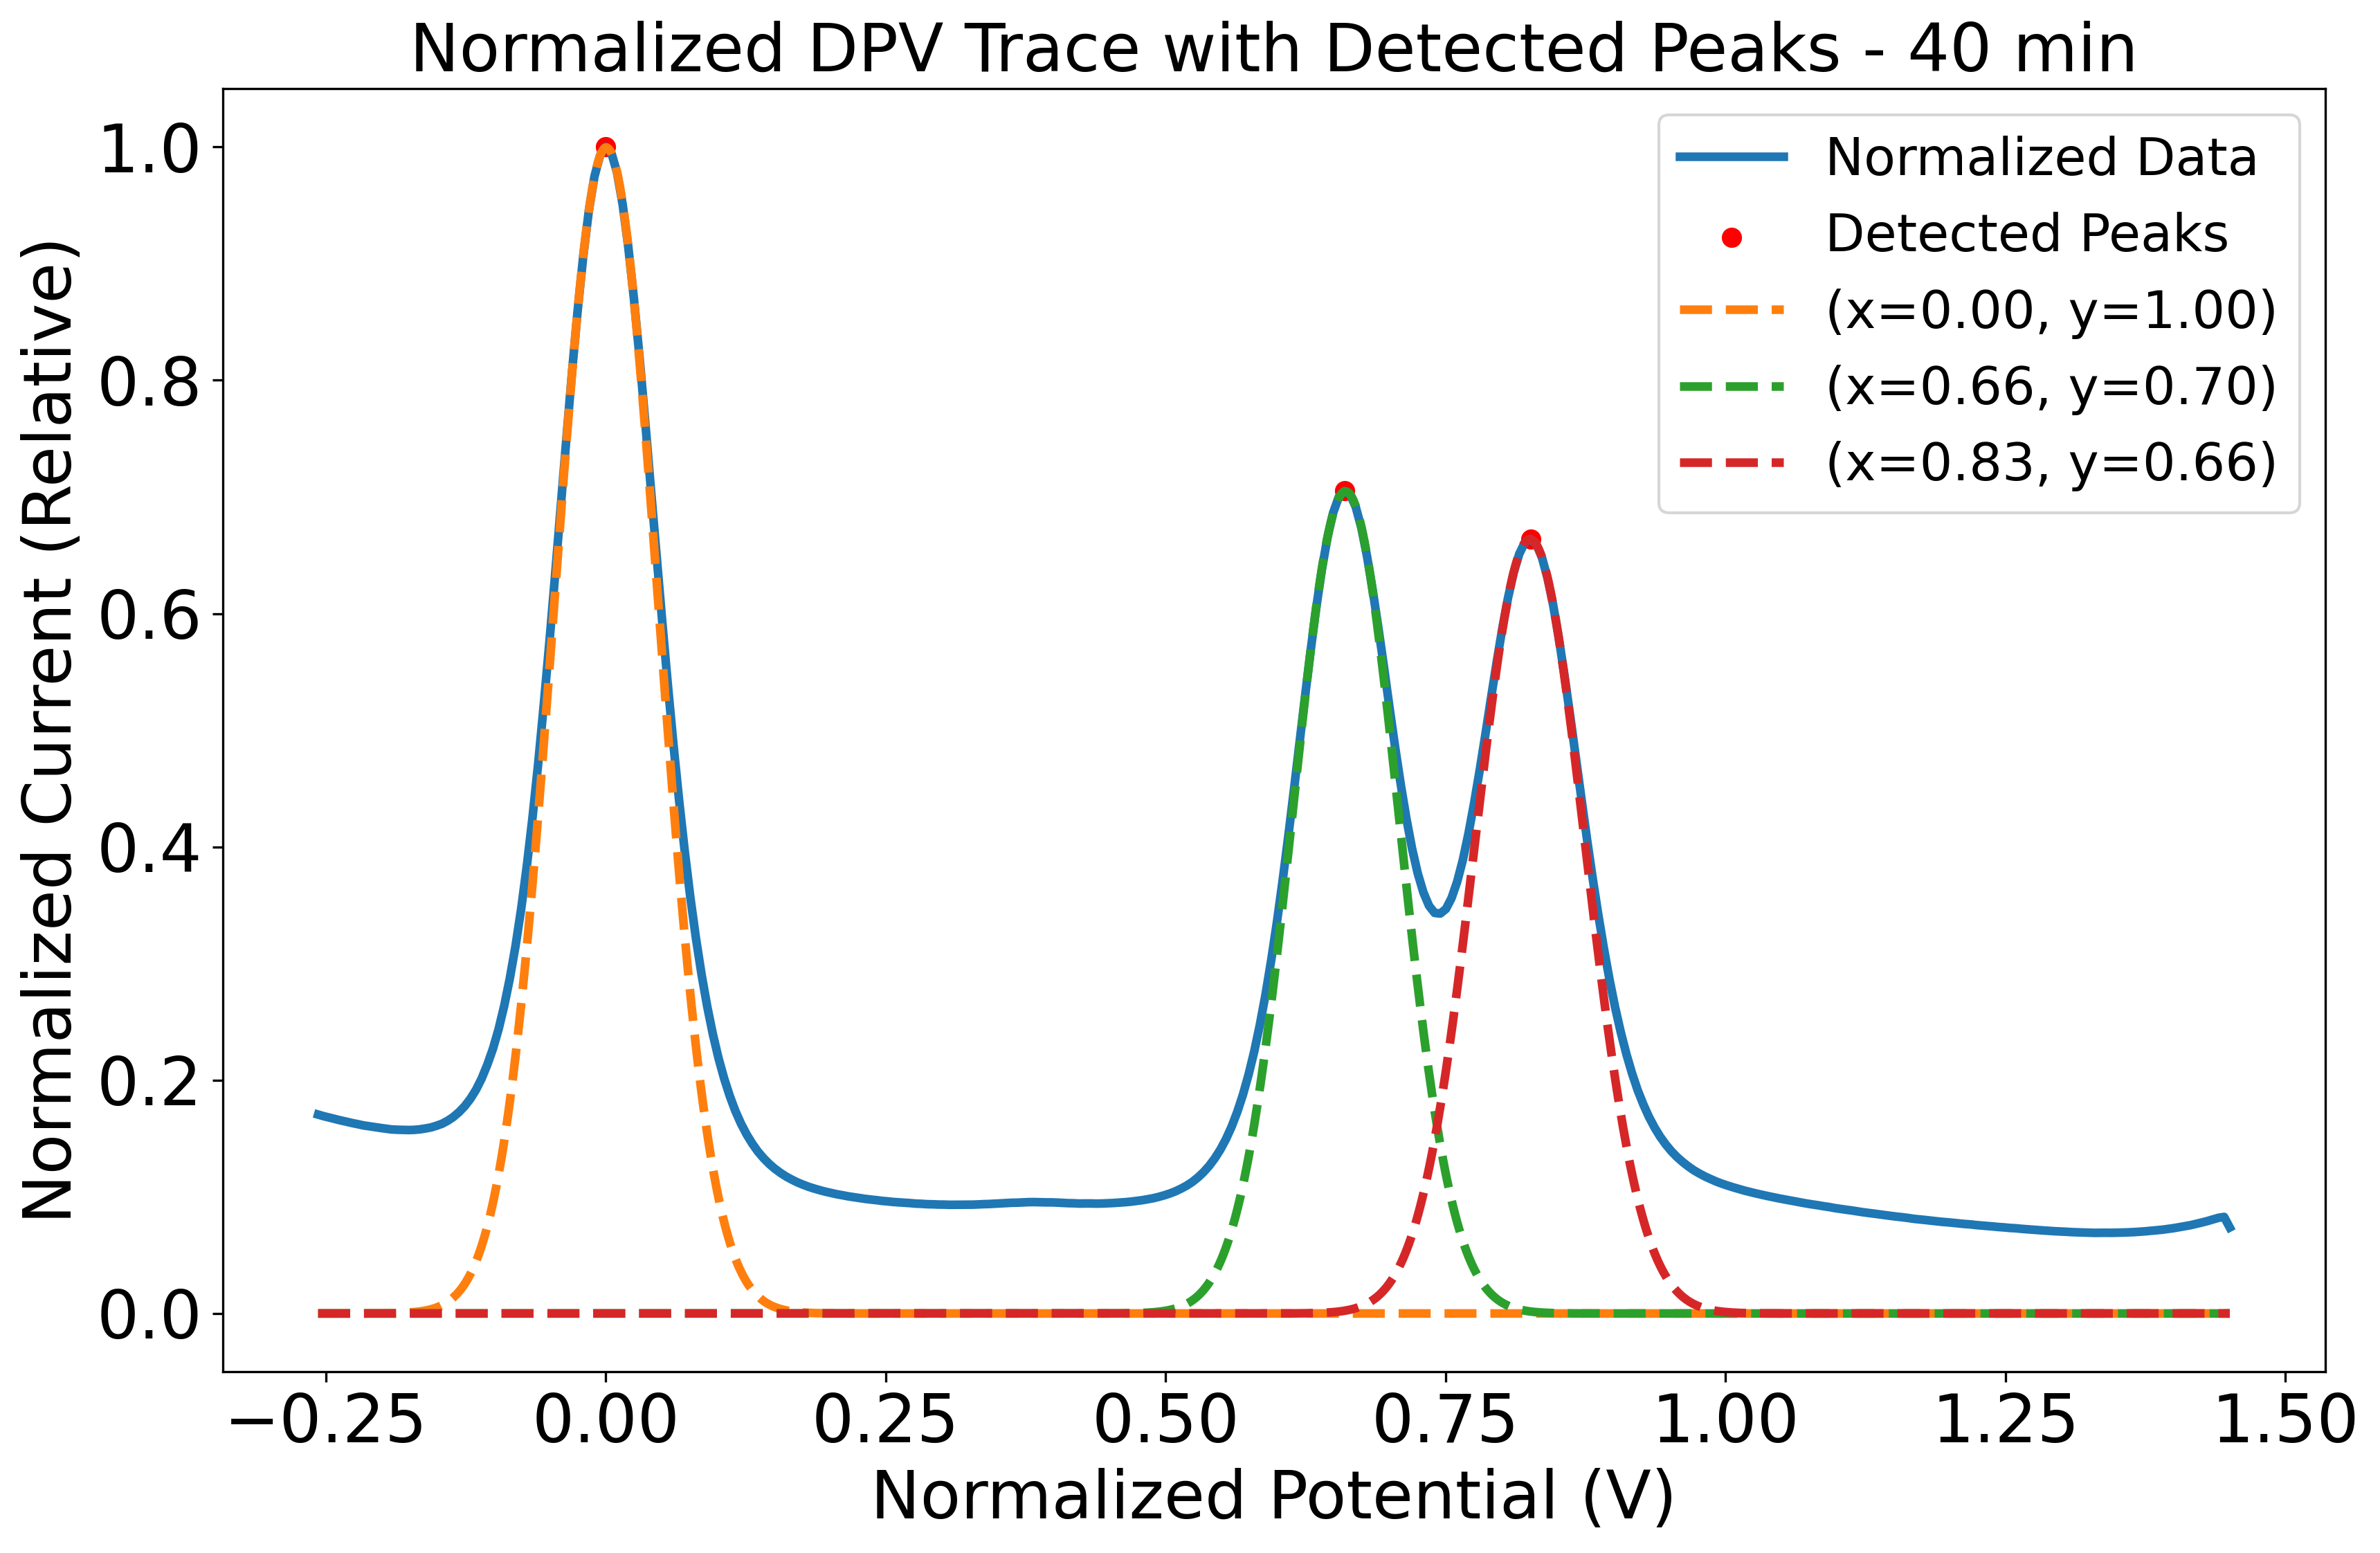 Normalized DPV Trace with Detected Peaks - 40 min
Normalized Current (Relative)
1.0
0.8
0.6
0.4
0.2
0.0
Normalized Data
Detected Peaks
(x=0.00, y=1.00)
(x=0.66, y=0.70)
(x=0.83, y=0.66)
−0.25 0.00 0.25 0.50 0.75 1.00 1.25 1.50
Normalized Potential (V)